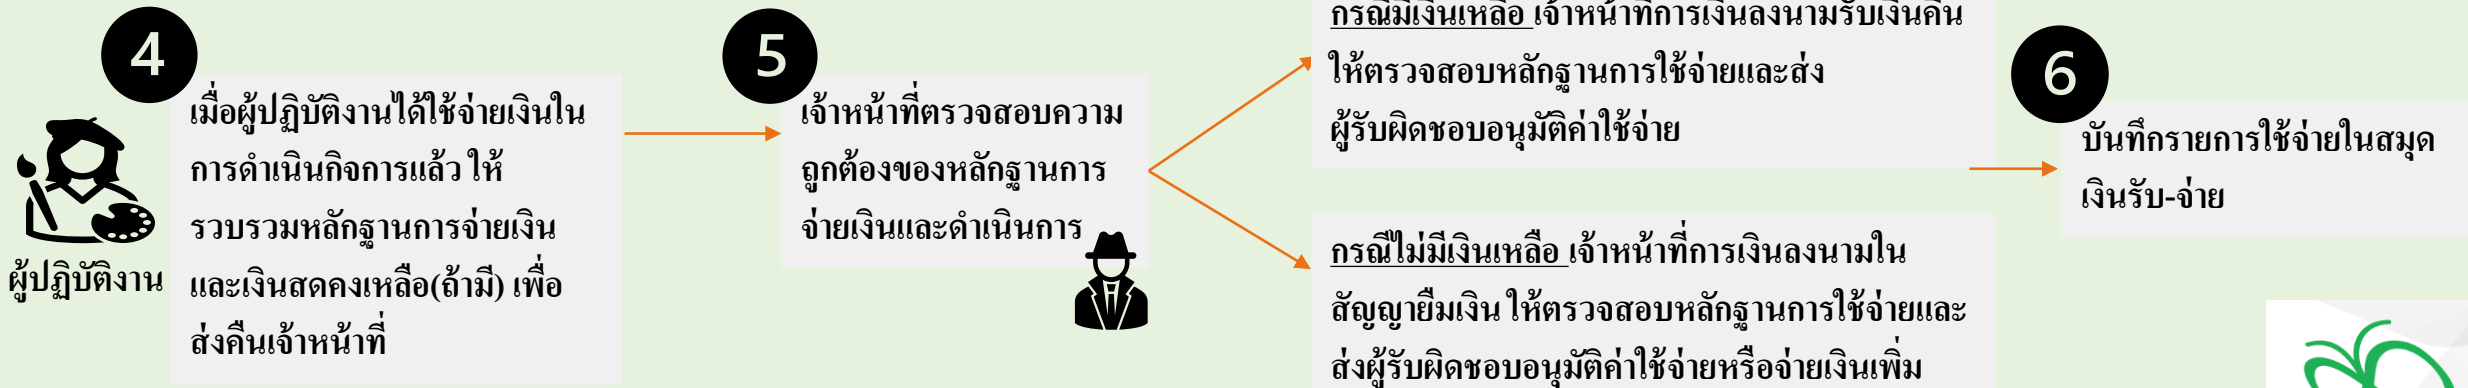 4
เมื่อผู้ปฏิบัติงานได้ใช้จ่ายเงินใน
การดำเนินกิจการแล้ว ให้
รวบรวมหลักฐานการจ่ายเงิน
และเงินสดคงเหลือ(ถ้ามี) เพื่อ
ส่งคืนเจ้าหน้าที่
ผู้ปฏิบัติงาน
5
เจ้าหน้าที่ตรวจสอบความ
ถูกต้องของหลักฐานการ
จ่ายเงินและดำเนินการ
กรณีมีเงินเหลือ เจ้าหน้าที่การเงินลงนามรับเงินคืน
ให้ตรวจสอบหลักฐานการใช้จ่ายและส่ง
ผู้รับผิดชอบอนุมัติค่าใช้จ่าย
กรณีไม่มีเงินเหลือ เจ้าหน้าที่การเงินลงนามใน
สัญญายืมเงิน ให้ตรวจสอบหลักฐานการใช้จ่ายและ
ส่งผู้รับผิดชอบอนุมัติค่าใช้จ่ายหรือจ่ายเงินเพิ่ม
6
บันทึกรายการใช้จ่ายในสมุด
เงินรับ-จ่าย